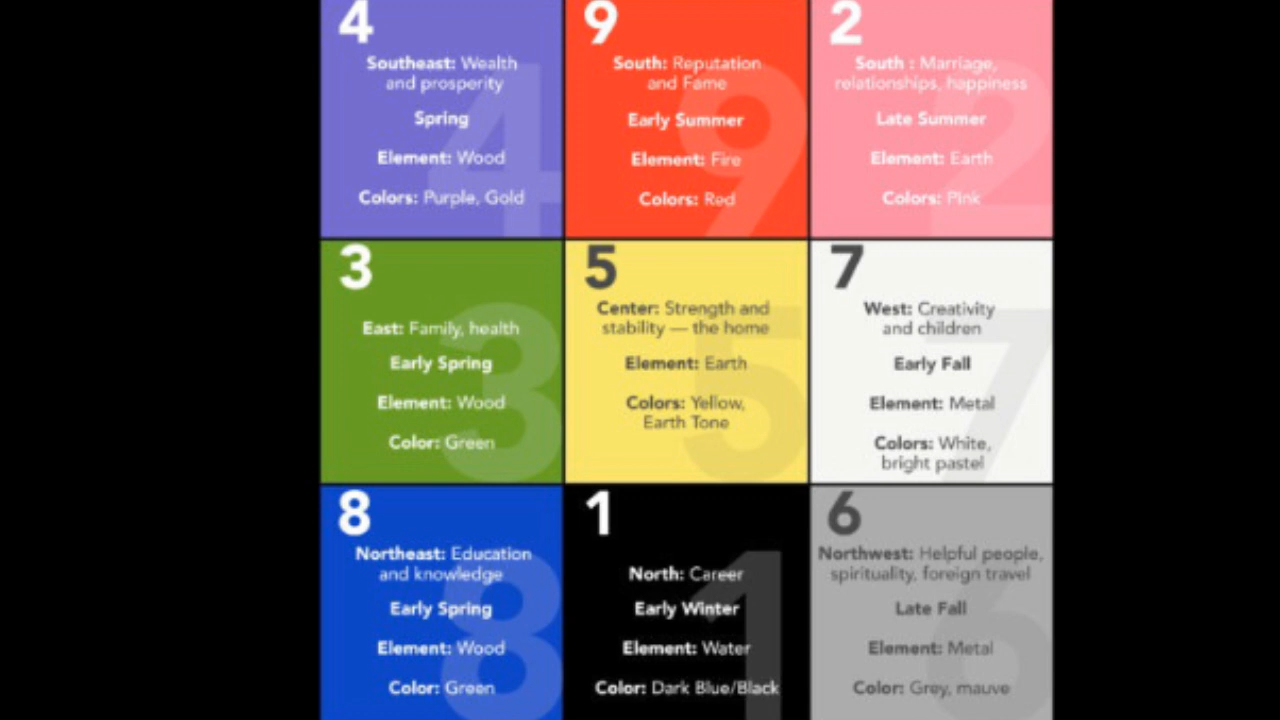 4
Southeast: Wealth
and prosperity
Spring
Element: Wood
Colors: Purple, Gold
9
South: Reputation
and Fame
Early Summer
Element: Fire
Colors: Red
2
South : Marriage,
relationships, happiness
Late Summer
Element: Earth
Colors: Pink
3
East: Family, health
Early Spring
Element: Wood
Color: Green
5
Center: Strength and
stability — the home
Element: Earth
Colors: Yellow,
Earth Tone
7
West: Creativity
and children
Early Fall
Element: Metal
Colors: White,
bright pastel
8
Northeast: Education
and knowledge
Early Spring
Element: Wood
Color: Green
1
North: Career
Early Winter
Element: Water
Color: Dark Blue/Black
6
Northwest: Helpful people,
spirituality, foreign travel
Late Fall
Element: Metal
Color: Grey, mauve